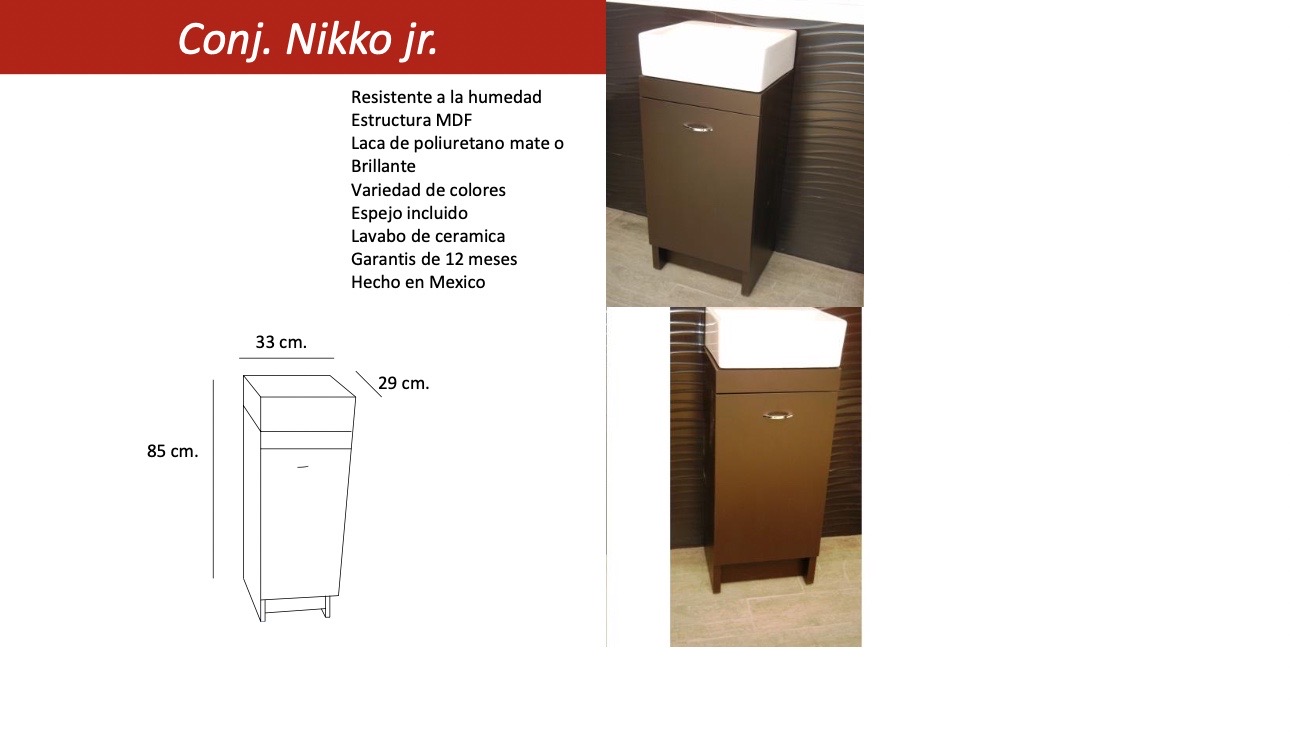 Conj. Nikko jr.
Resistente a la humedad
Estructura MDF
Laca de poliuretano mate o
Brillante
Variedad de colores
Espejo incluido
Lavabo de ceramica
Garantis de 12 meses
Hecho en Mexico
33 cm.
29 cm.
85 cm.